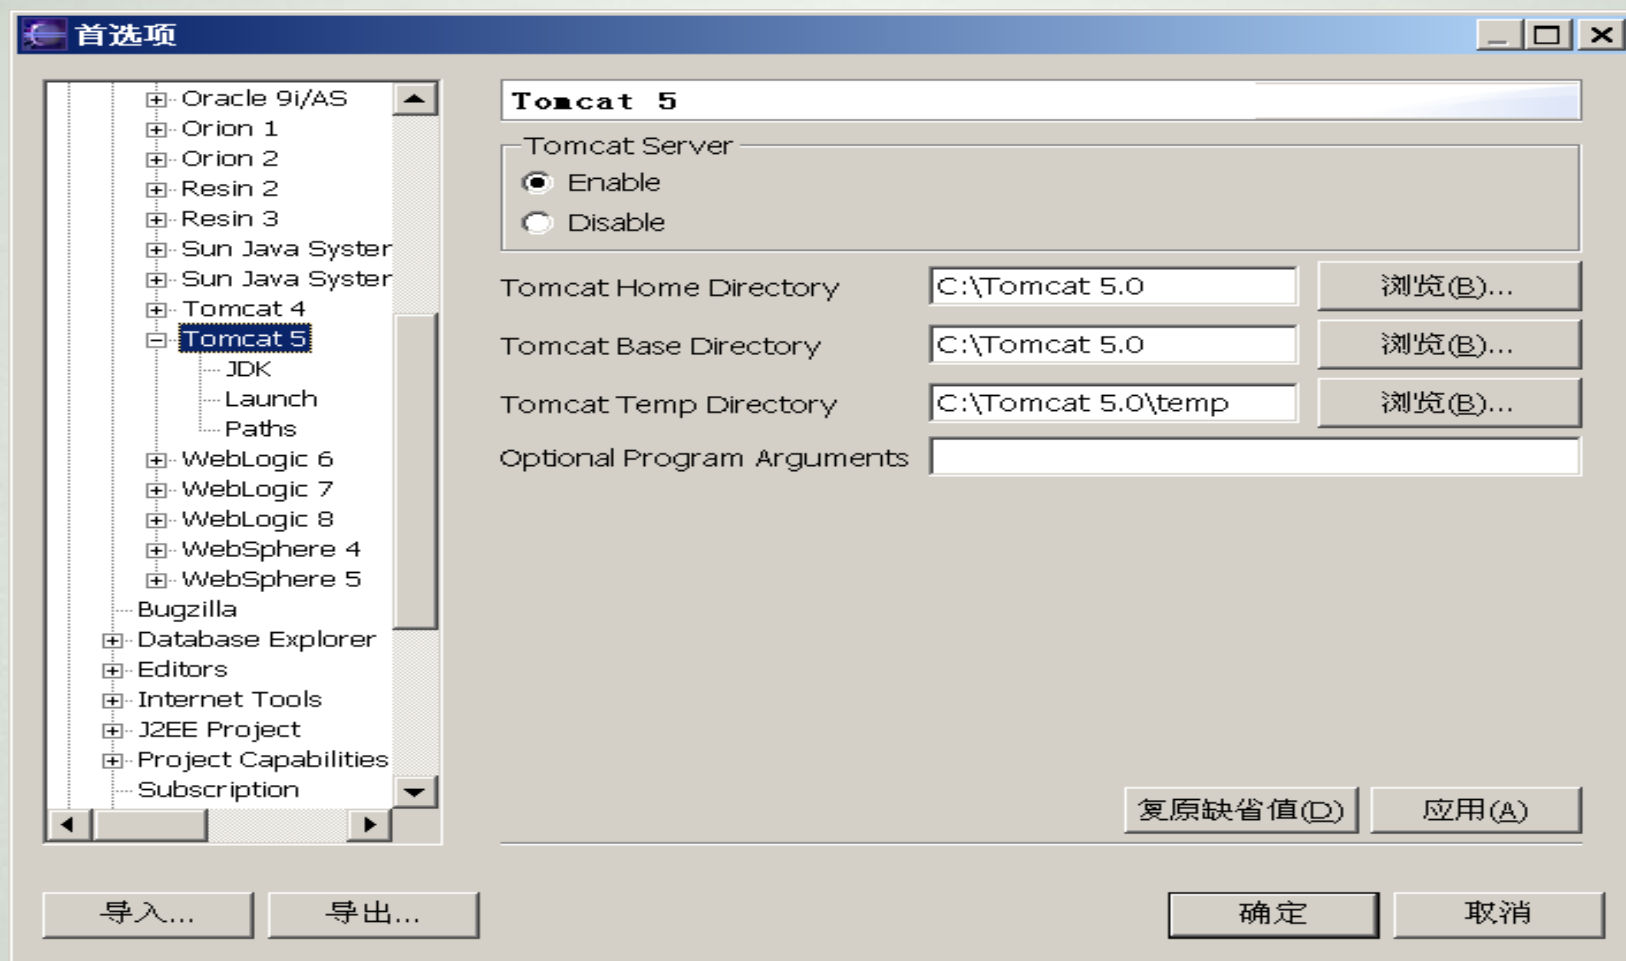 首选项
Oracle 9i/AS
Orion 1
Orion 2
Resin 2
Resin 3
Sun Java Syster
Sun Java Syster
Tomcat 4
Tomcat 5
JDK
Launch
Paths
WebLogic 6
WebLogic 7
WebLogic 8
WebSphere 4
WebSphere 5
Bugzilla
Database Explorer
Editors
Internet Tools
J2EE Project
Project Capabilities
Subscription
Tomcat 5
Tomcat Server
Enable
Disable
Tomcat Home Directory C:\Tomcat 5.0 浏览(B)...
Tomcat Base Directory C:\Tomcat 5.0 浏览(B)...
Tomcat Temp Directory C:\Tomcat 5.0\temp 浏览(B)...
Optional Program Arguments
复原缺省值(D) 应用(A)
导入... 导出... 确定 取消